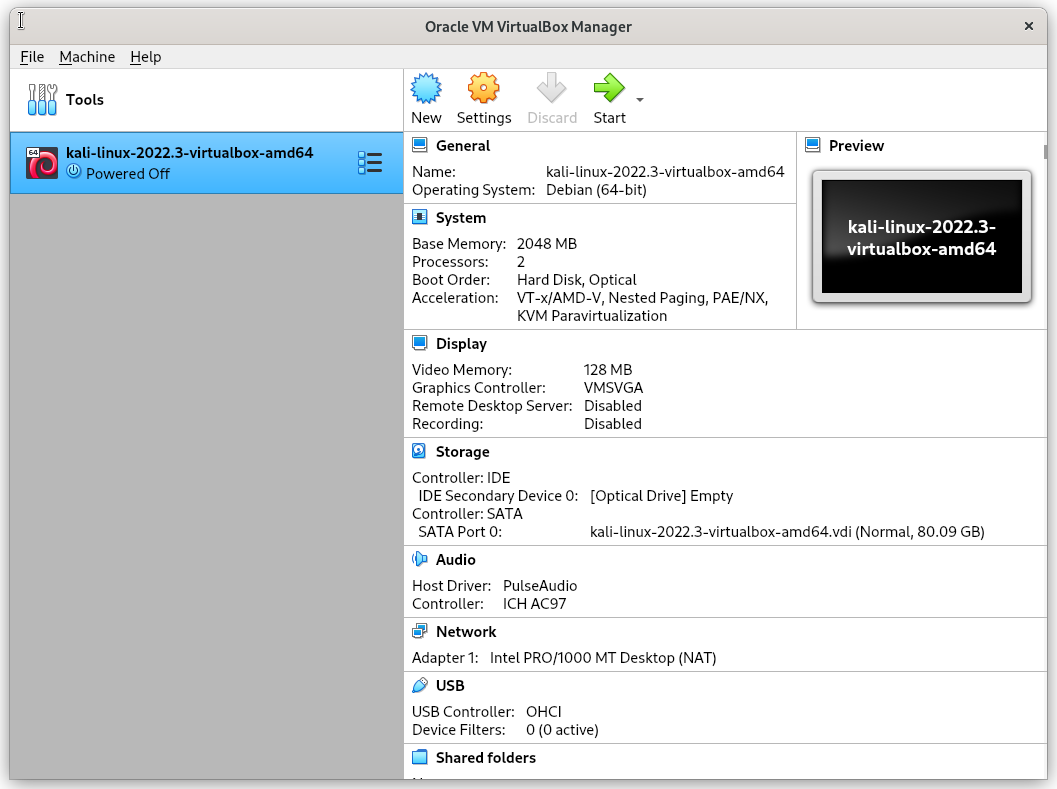 Oracle VM VirtualBox Manager
×
File Machine Help
Tools
New Settings Discard Start
64
kali-linux-2022.3-virtualbox-amd64
Powered Off
General
Name: kali-linux-2022.3-virtualbox-amd64
Operating System: Debian (64-bit)
Preview
kali-linux-2022.3-
virtualbox-amd64
System
Base Memory: 2048 MB
Processors: 2
Boot Order: Hard Disk, Optical
Acceleration: VT-x/AMD-V, Nested Paging, PAE/NX,
KVM Paravirtualization
Display
Video Memory: 128 MB
Graphics Controller: VMSVGA
Remote Desktop Server: Disabled
Recording: Disabled
Storage
Controller: IDE
IDE Secondary Device 0: [Optical Drive] Empty
Controller: SATA
SATA Port 0: kali-linux-2022.3-virtualbox-amd64.vdi (Normal, 80.09 GB)
Audio
Host Driver: PulseAudio
Controller: ICH AC97
Network
Adapter 1: Intel PRO/1000 MT Desktop (NAT)
USB
USB Controller: OHCI
Device Filters: 0 (0 active)
Shared folders